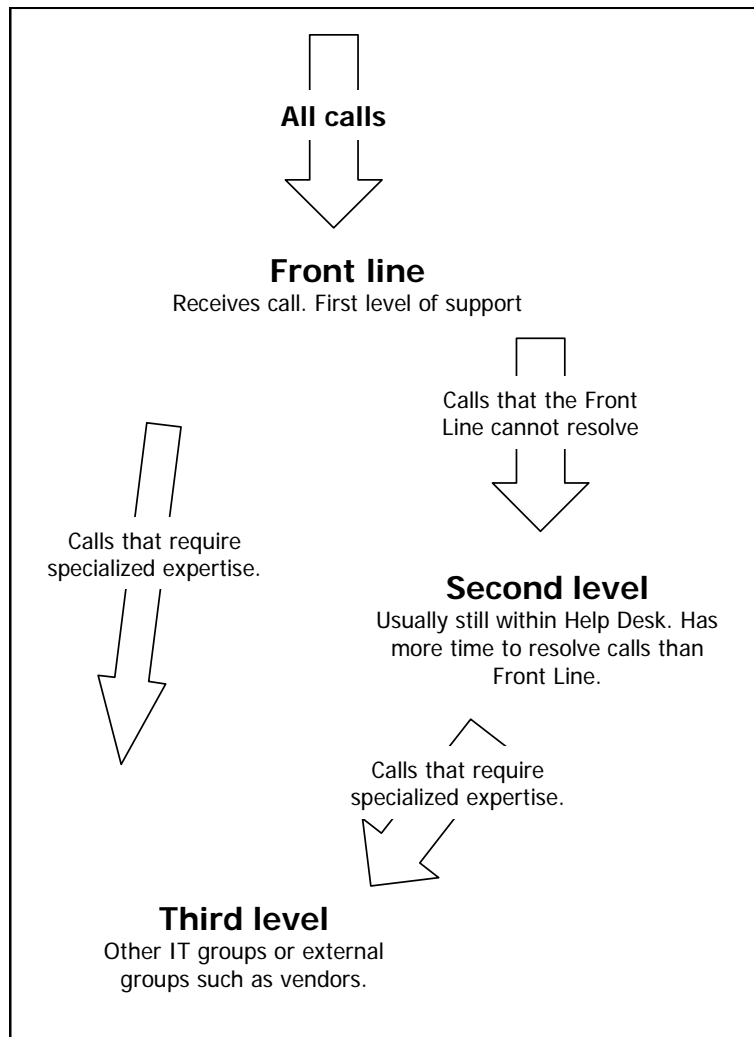 All calls
Front line
Receives call. First level of support
Calls that the Front
Line cannot resolve
Calls that require
specialized expertise.
Second level
Usually still within Help Desk. Has
more time to resolve calls than
Front Line.
Calls that require
specialized expertise.
Third level
Other IT groups or external
groups such as vendors.